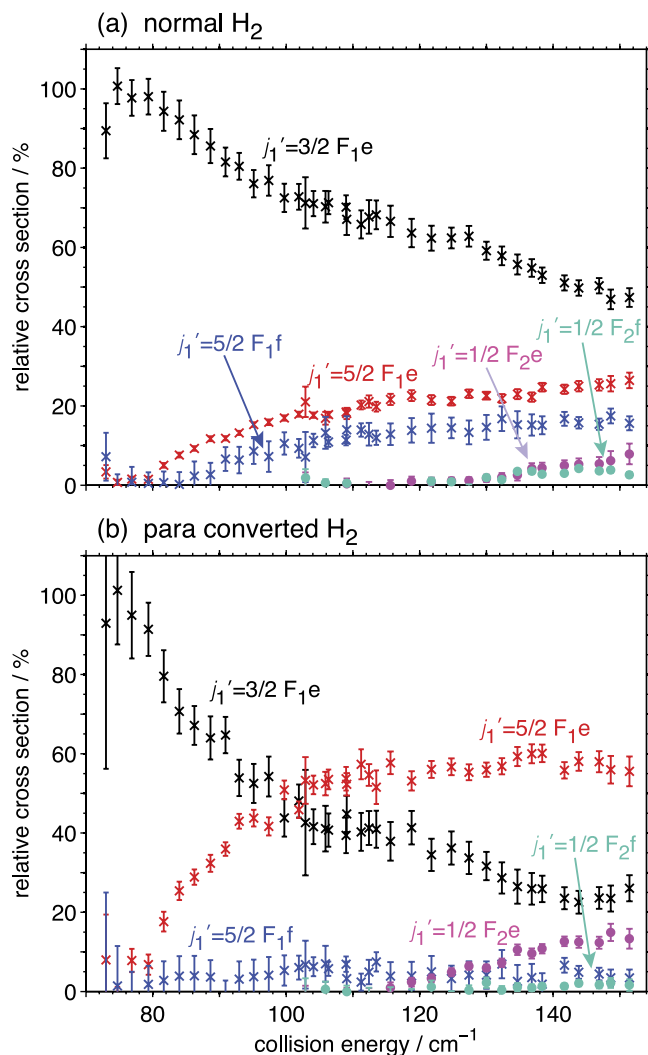 (a) normal H₂
relative cross section / %
100
80
60
40
20
0
j₁′=3/2 F₁e
j₁′=5/2 F₁f
j₁′=5/2 F₁e
j₁′=1/2 F₂e
j₁′=1/2 F₂f
(b) para converted H₂
relative cross section / %
100
80
60
40
20
0
j₁′=3/2 F₁e
j₁′=5/2 F₁e
j₁′=1/2 F₂f
j₁′=5/2 F₁f
j₁′=1/2 F₂e
80 100 120 140
collision energy / cm⁻¹